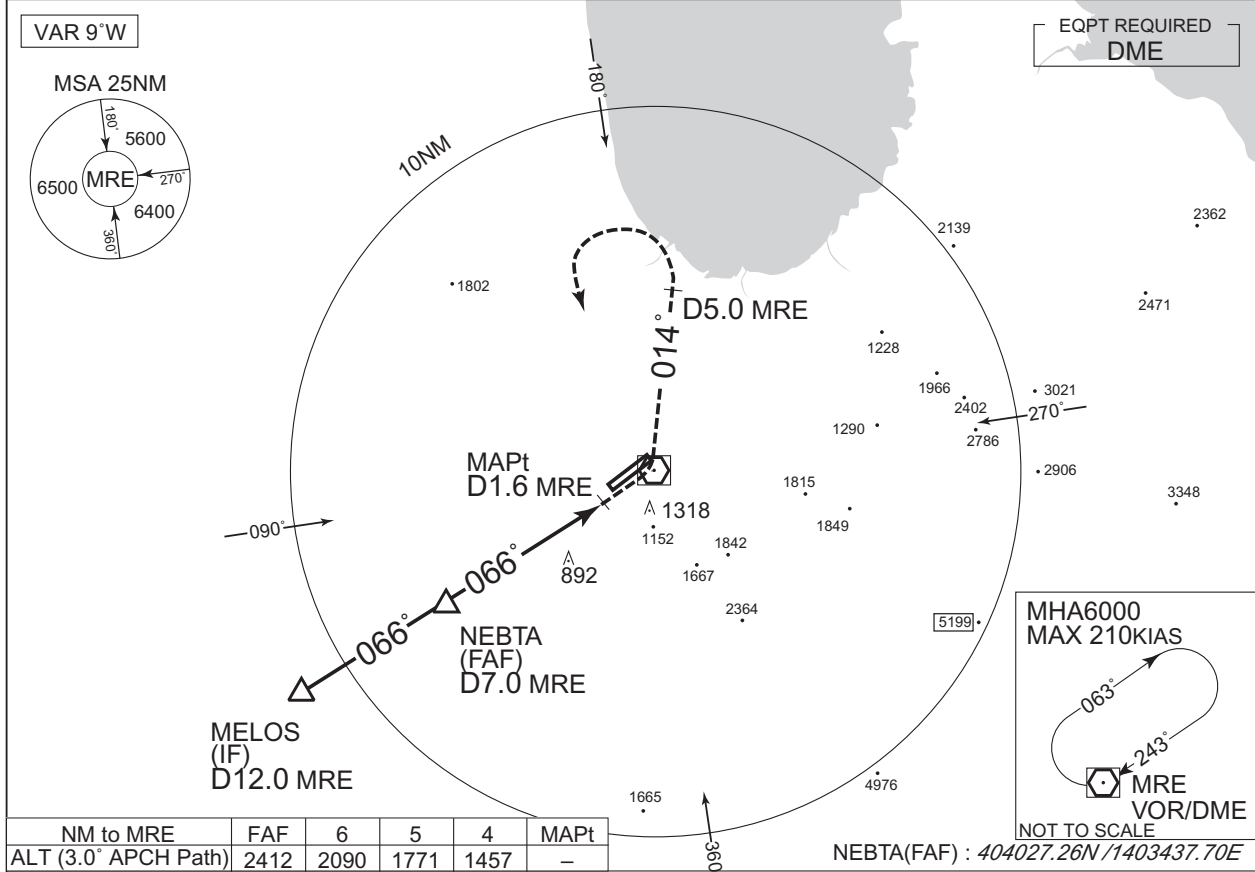 VAR 9˚W
EQPT REQUIRED
DME
MSA 25NM
180˚
5600
MRE
270˚
6500
6400
360˚
180˚
10NM
2139
2362
1802
2471
D5.0 MRE
014˚
1228
1966
3021
2402
270˚
1290
2786
MAPt
D1.6 MRE
2906
1815
3348
1318
1849
090˚
1152
1842
892
1667
066˚
2364
5199
066˚
NEBTA
(FAF)
D7.0 MRE
MELOS
(IF)
D12.0 MRE
MHA6000
MAX 210KIAS
063˚
243˚
MRE
VOR/DME
NOT TO SCALE
4976
1665
360˚
NM to MRE FAF 6 5 4 MAPt
ALT (3.0˚ APCH Path) 2412 2090 1771 1457 –
NEBTA(FAF) : 404027.26N /1403437.70E